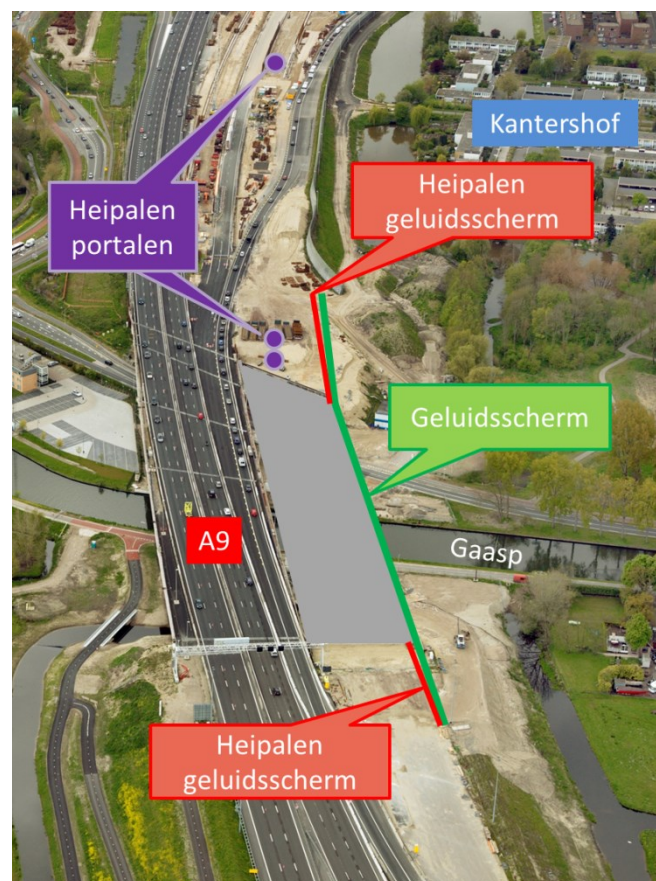 Kantershof
Heipalen
geluidsscherm
Heipalen
portalen
Geluidsscherm
A9
Gaasp
Heipalen
geluidsscherm